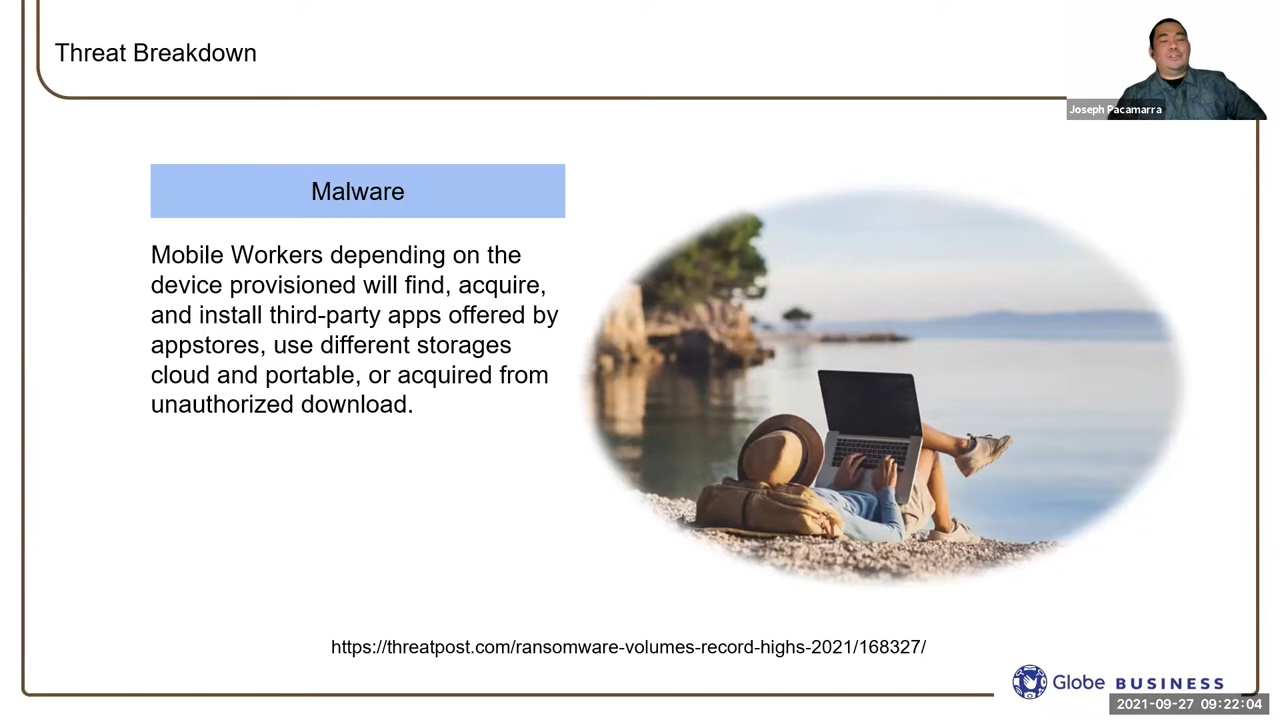 Threat Breakdown
Joseph Pacamarra
Malware
Mobile Workers depending on the
device provisioned will find, acquire,
and install third-party apps offered by
appstores, use different storages
cloud and portable, or acquired from
unauthorized download.
https://threatpost.com/ransomware-volumes-record-highs-2021/168327/
Globe BUSINESS
2021-09-27 09:22:04